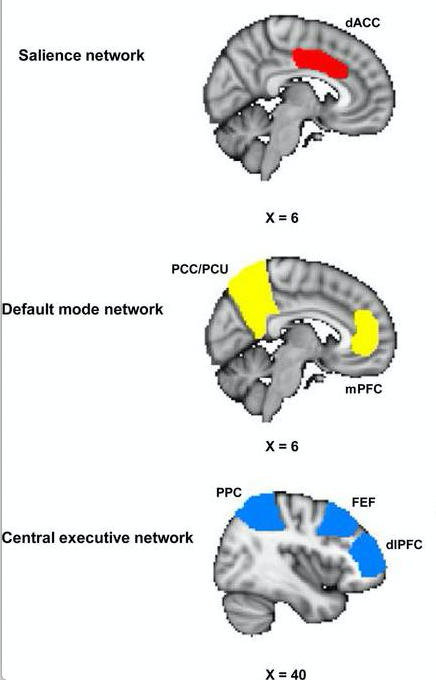 dACC
Salience network
X = 6
PCC/PCU
Default mode network
mPFC
X = 6
PPC
FEF
Central executive network
dlPFC
X = 40